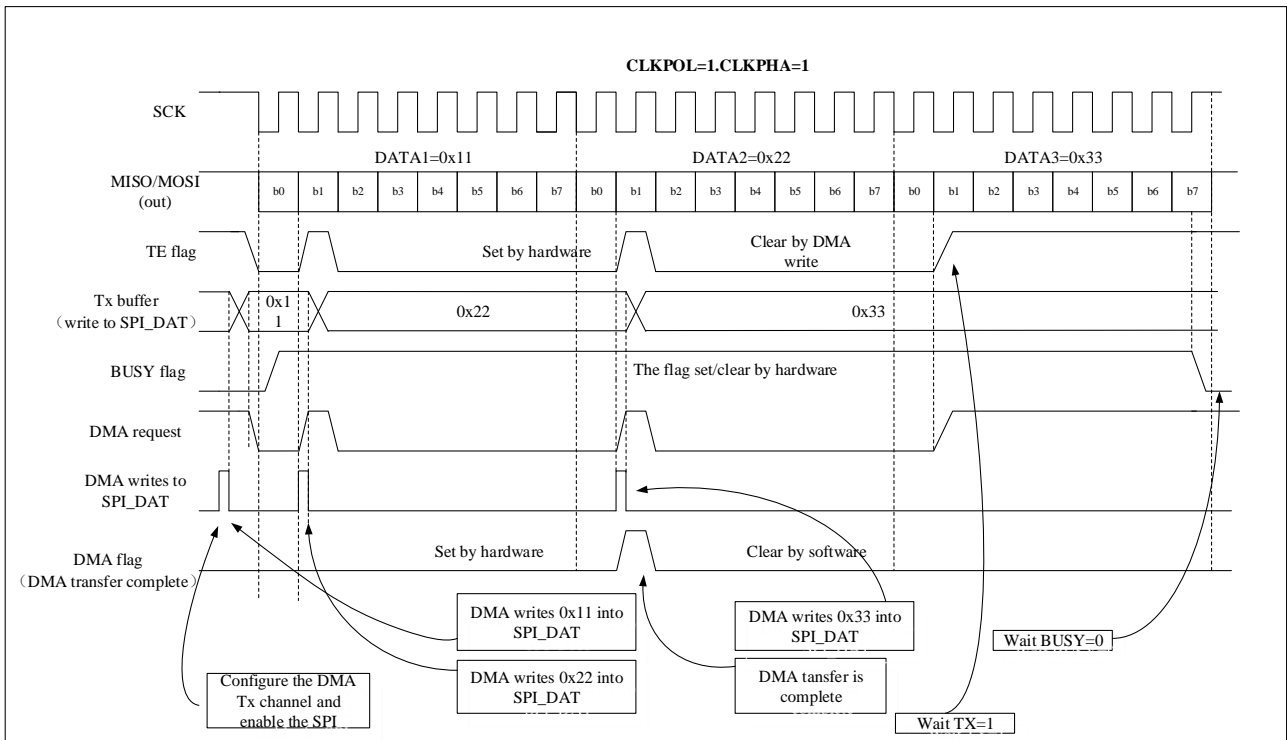 CLKPOL=1.CLKPHA=1
SCK
DATA1=0x11 DATA2=0x22 DATA3=0x33
MISO/MOSI
(out)
b0 b1 b2 b3 b4 b5 b6 b7 b0 b1 b2 b3 b4 b5 b6 b7 b0 b1 b2 b3 b4 b5 b6 b7
TE flag
Set by hardware
Clear by DMA
write
Tx buffer
（write to SPI_DAT）
0x1
1
0x22
0x33
BUSY flag
The flag set/clear by hardware
DMA request
DMA writes to
SPI_DAT
DMA flag
（DMA transfer complete）
Set by hardware
Clear by software
DMA writes 0x11 into
SPI_DAT
DMA writes 0x33 into
SPI_DAT
Wait BUSY=0
Configure the DMA
Tx channel and
enable the SPI
DMA writes 0x22 into
SPI_DAT
DMA tansfer is
complete
Wait TX=1